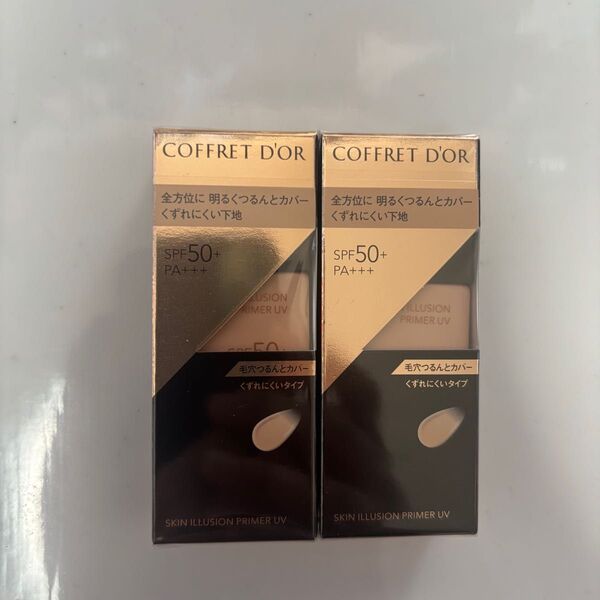 COFFRET D'OR
全方位に 明るくつるんとカバー
くずれにくい下地
SPF50+
PA+++
ILLUSION
PRIMER UV
SPF50+
毛穴つるんとカバー
くずれにくいタイプ
SKIN ILLUSION PRIMER UV
COFFRET D'OR
全方位に 明るくつるんとカバー
くずれにくい下地
SPF50+
PA+++
ILLUSION
PRIMER UV
毛穴つるんとカバー
くずれにくいタイプ
SKIN ILLUSION PRIMER UV